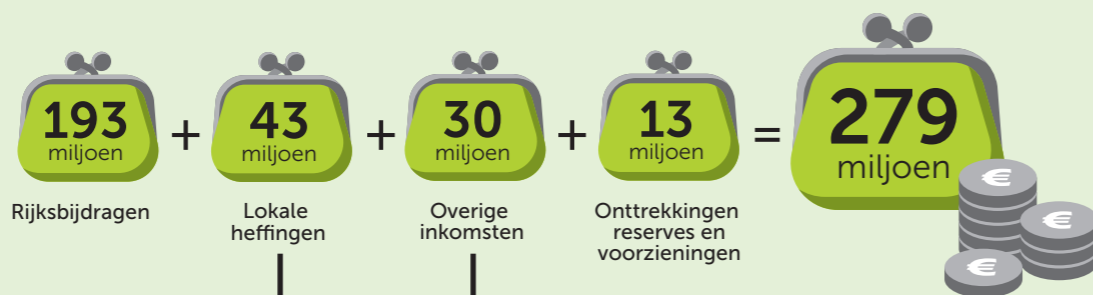 193
miljoen
+
43
miljoen
+
30
miljoen
+
13
miljoen
=
279
miljoen
Rijksbijdragen
Lokale
heffingen
Overige
inkomsten
Onttrekkingen
reserves en
voorzieningen
€
€
€